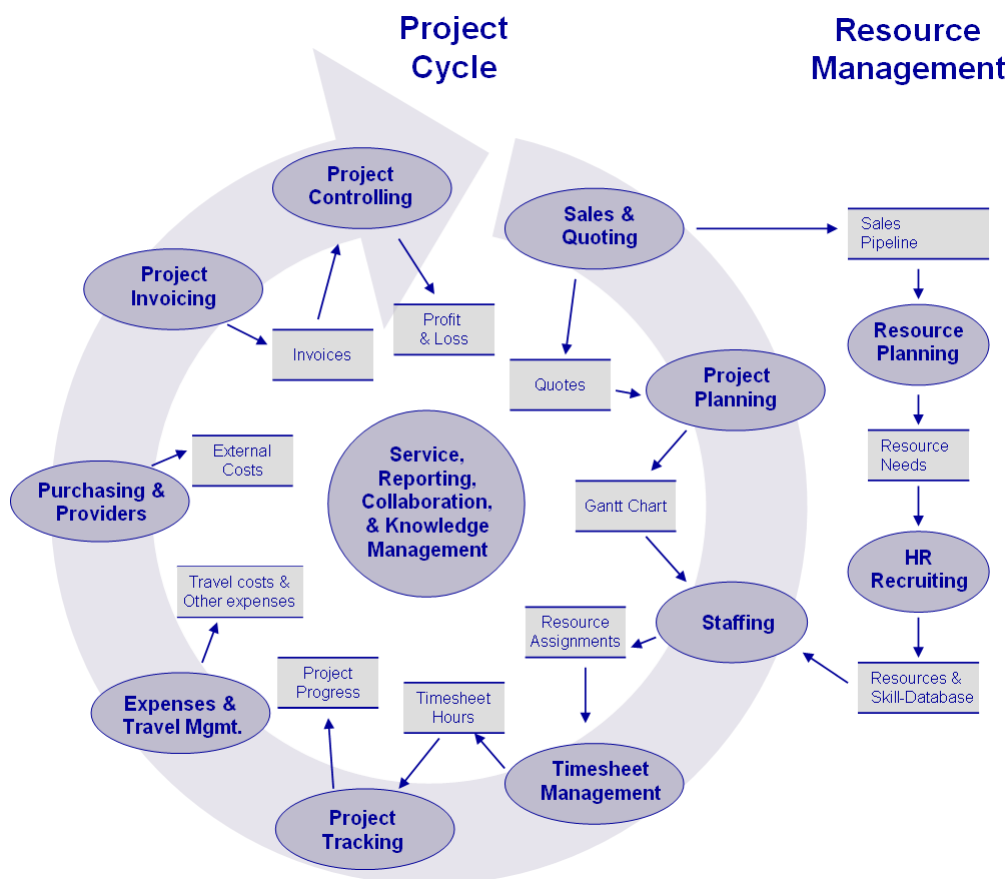 Project
Cycle
Resource
Management
Project
Controlling
Sales &
Quoting
Sales
Pipeline
Project
Invoicing
Invoices
Profit
& Loss
Quotes
Project
Planning
Resource
Planning
External
Costs
Purchasing &
Providers
Service,
Reporting,
Collaboration,
& Knowledge
Management
Gantt Chart
Resource
Needs
HR
Recruiting
Travel costs &
Other expenses
Resource
Assignments
Staffing
Resources &
Skill-Database
Expenses &
Travel Mgmt.
Project
Progress
Timesheet
Hours
Timesheet
Management
Project
Tracking